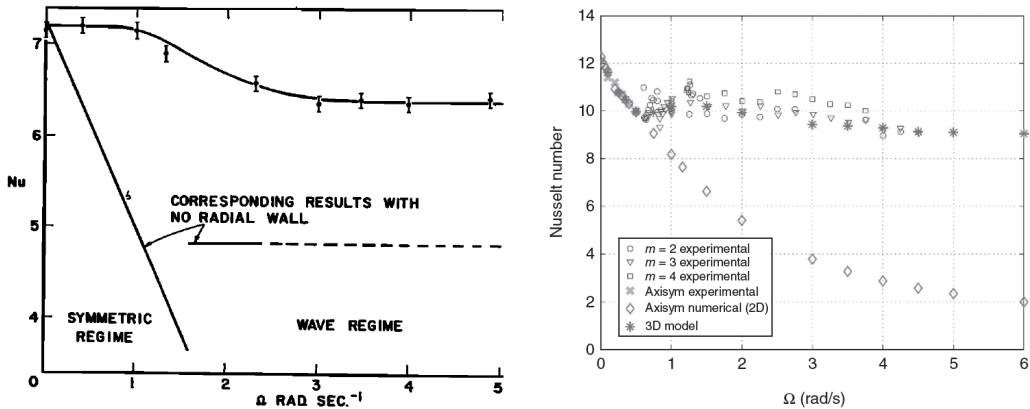 7
6
Nu
5
4
0
CORRESPONDING RESULTS WITH
NO RADIAL WALL
SYMMETRIC
REGIME
WAVE REGIME
0 1 2 3 4 5
Ω RAD. SEC.⁻¹
14
12
10
8
6
4
2
0
Nusselt number
m = 2 experimental
m = 3 experimental
m = 4 experimental
Axisym experimental
Axisym numerical (2D)
3D model
0 1 2 3 4 5 6
Ω (rad/s)